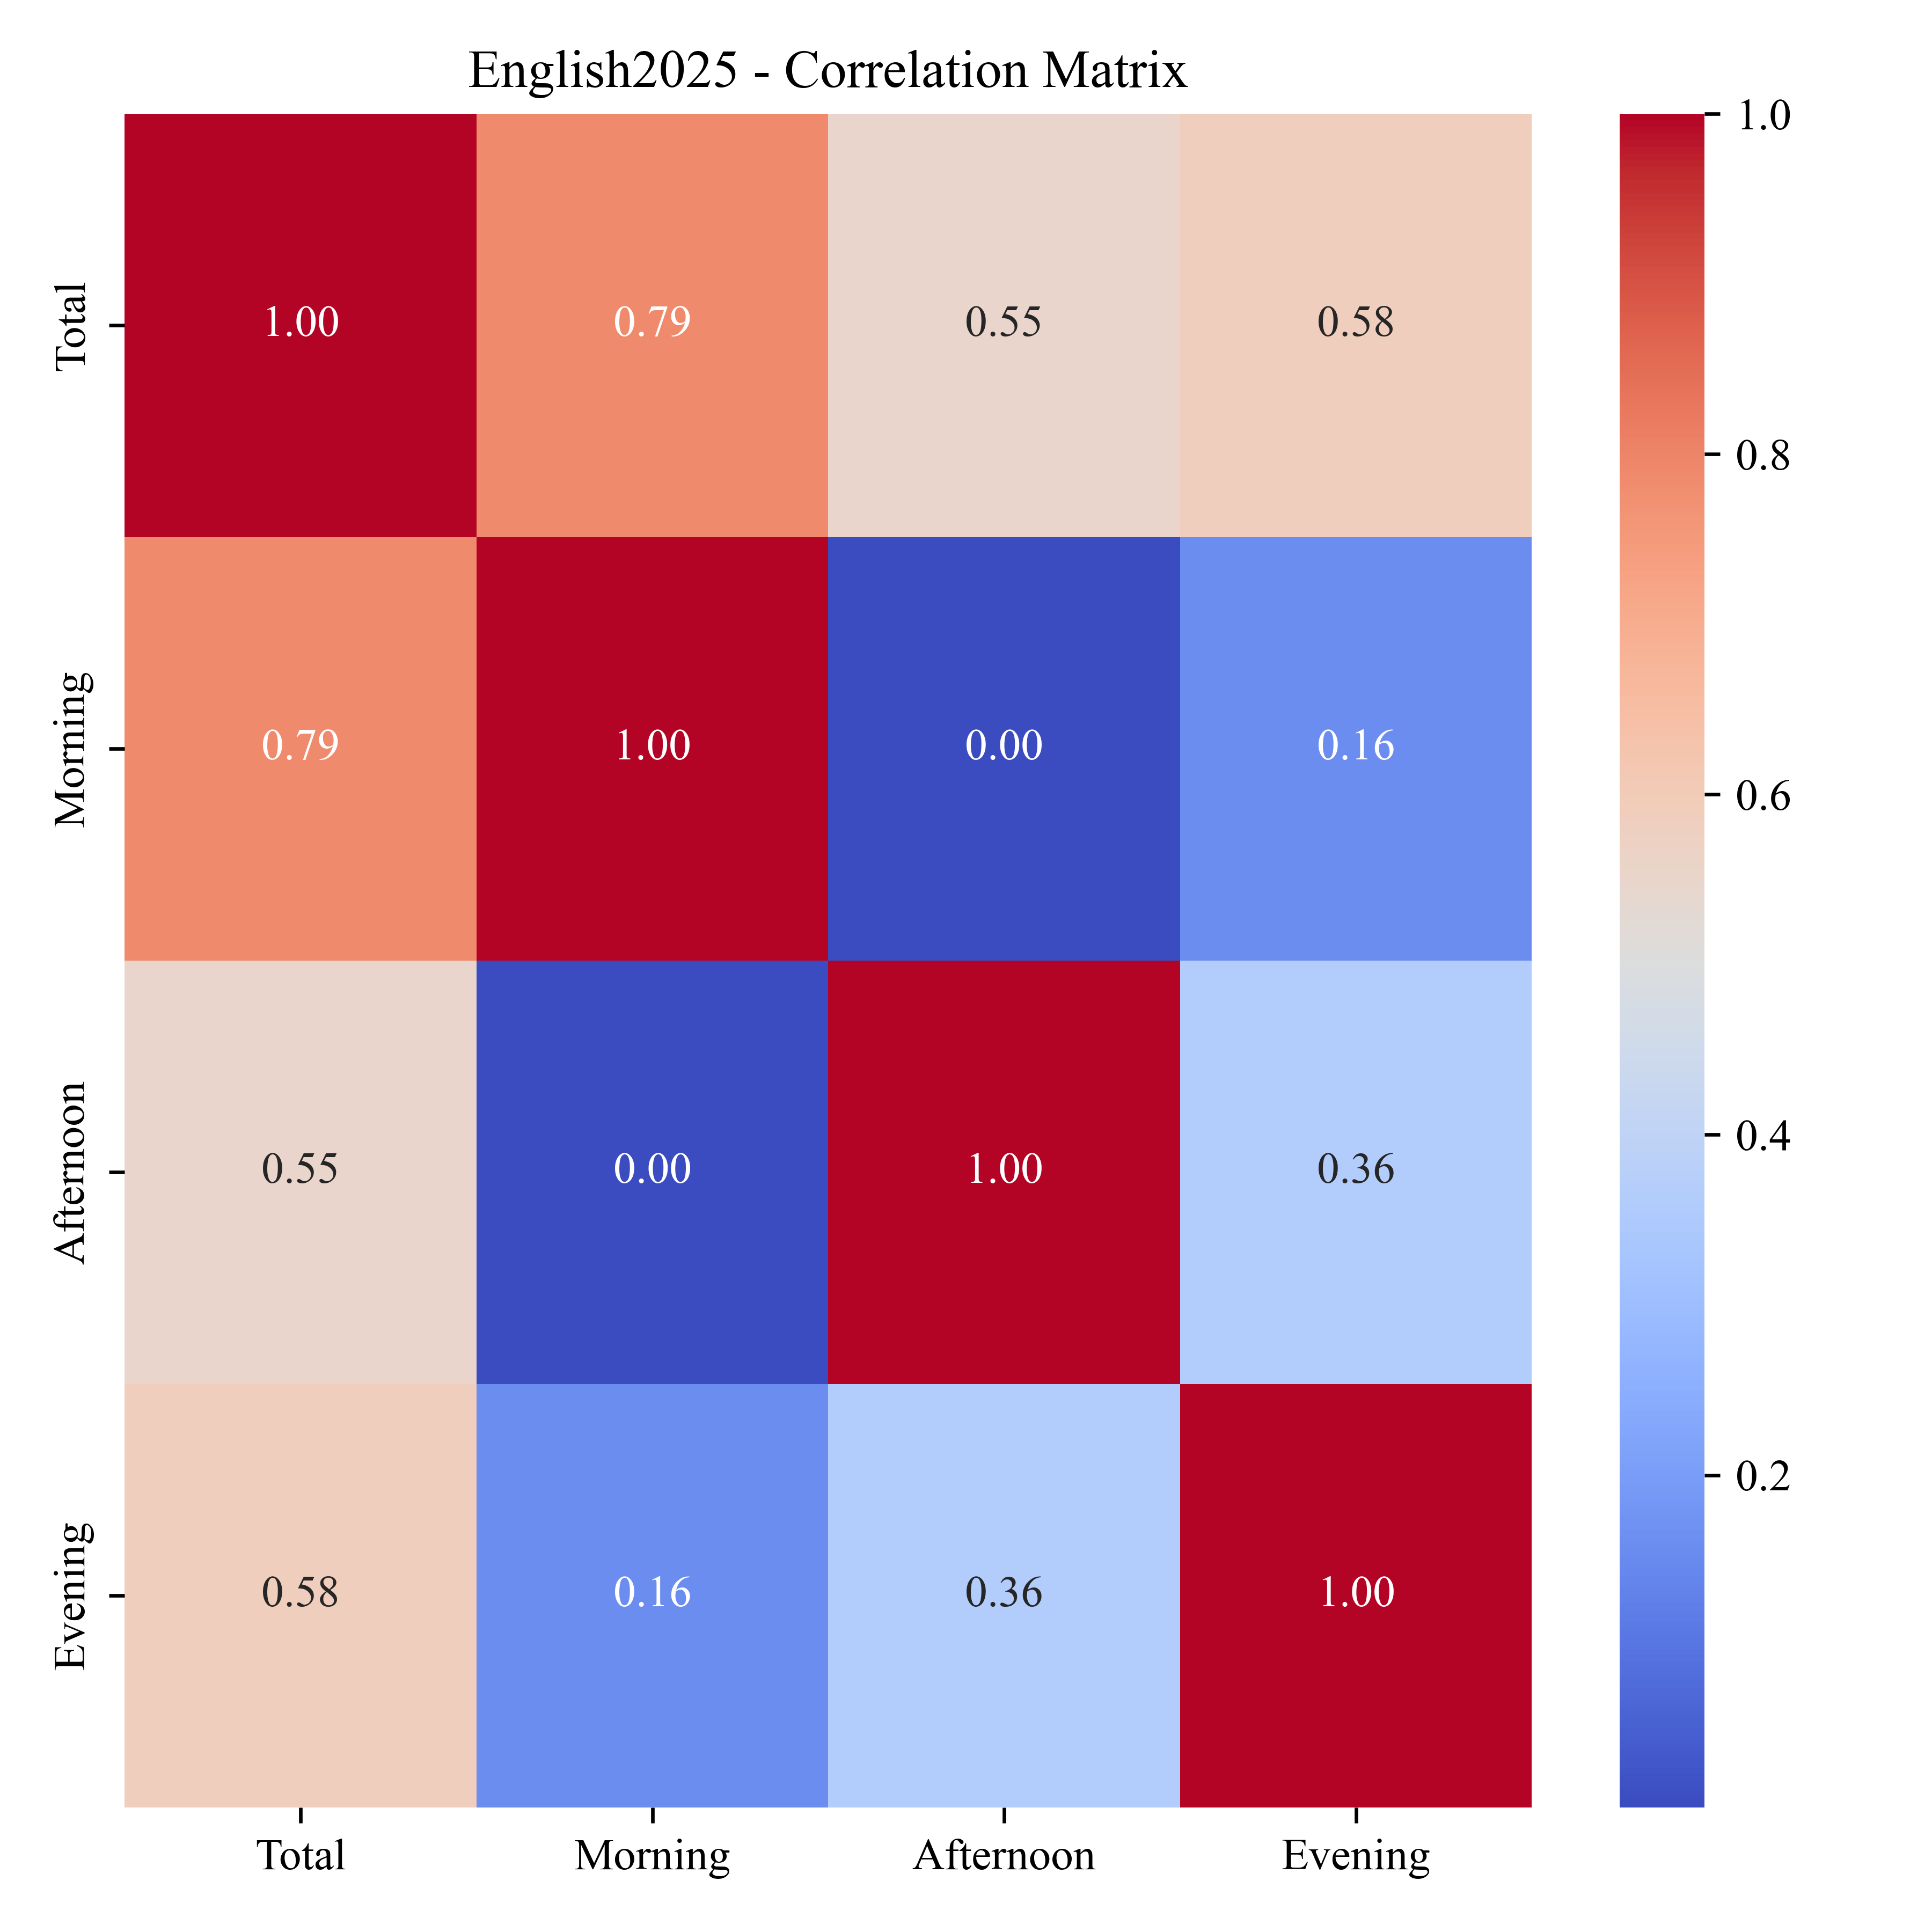 English2025 - Correlation Matrix
1.0
Total 1.00 0.79 0.55 0.58
0.8
Morning 0.79 1.00 0.00 0.16
0.6
Afternoon 0.55 0.00 1.00 0.36
0.4
0.2
Evening 0.58 0.16 0.36 1.00
Total Morning Afternoon Evening